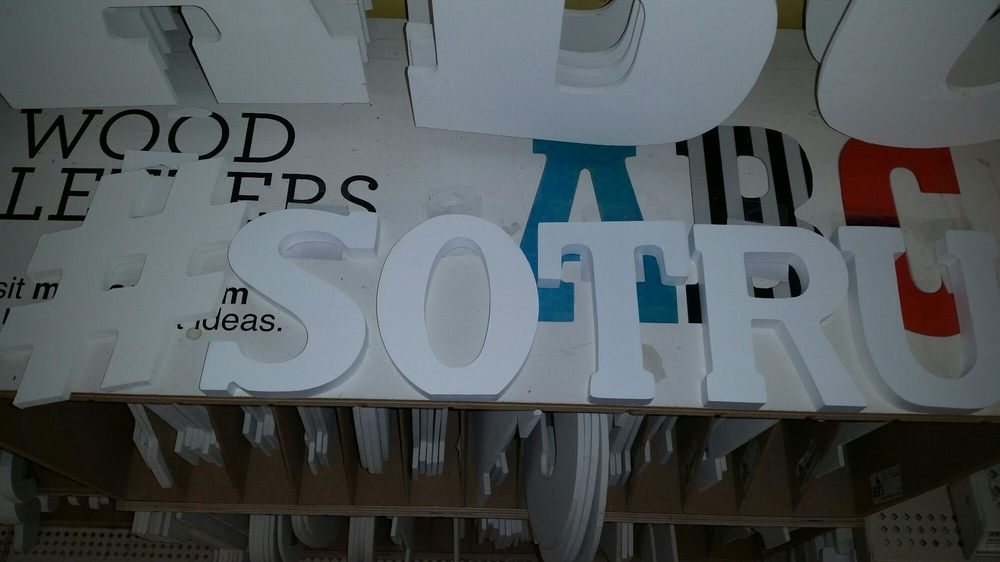 WOOD
LETTERS
ABC
#SOTRU
ideas.